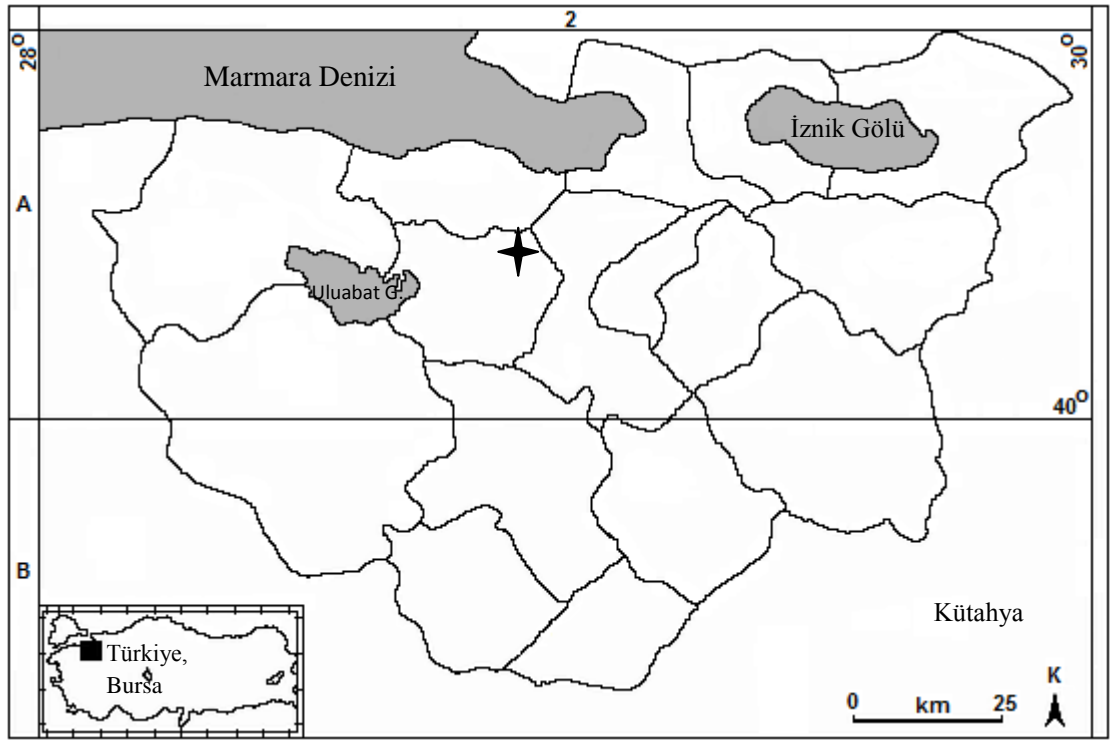 2
28°
30°
Marmara Denizi
İznik Gölü
A
Uluabat G.
40°
B
Kütahya
Türkiye,
Bursa
K
0 km 25